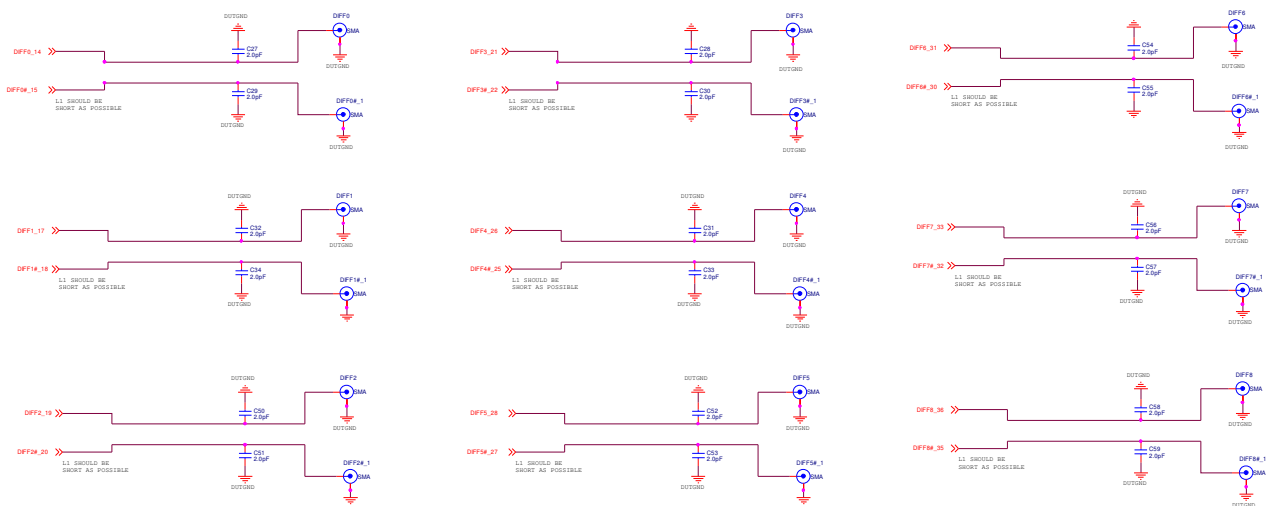 DUTGND
DIFF0
SMA
DIFF0_14
C27
2.0pF
DUTGND
DIFF0#_15
C29
2.0pF
L1 SHOULD BE
SHORT AS POSSIBLE
DUTGND
DIFF0#_1
SMA
DUTGND
DIFF3
SMA
DIFF3_21
C28
2.0pF
DUTGND
DIFF3#_22
C30
2.0pF
L1 SHOULD BE
SHORT AS POSSIBLE
DIFF3#_1
SMA
DUTGND
DIFF6
SMA
DIFF6_31
C54
2.0pF
DUTGND
DIFF6#_30
C55
2.0pF
L1 SHOULD BE
SHORT AS POSSIBLE
DIFF6#_1
SMA
DUTGND
DUTGND
DIFF1
SMA
DIFF1_17
C32
2.0pF
DUTGND
DIFF1#_18
C34
2.0pF
L1 SHOULD BE
SHORT AS POSSIBLE
DIFF1#_1
SMA
DUTGND
DUTGND
DIFF4
SMA
DIFF4_26
C31
2.0pF
DUTGND
DIFF4#_25
C33
2.0pF
L1 SHOULD BE
SHORT AS POSSIBLE
DIFF4#_1
SMA
DUTGND
DUTGND
DIFF7
SMA
DIFF7_33
C56
2.0pF
DUTGND
DIFF7#_32
C57
2.0pF
L1 SHOULD BE
SHORT AS POSSIBLE
DIFF7#_1
SMA
DUTGND
DUTGND
DUTGND
DIFF2
SMA
DIFF2_19
C50
2.0pF
DUTGND
DIFF2#_20
C51
2.0pF
L1 SHOULD BE
SHORT AS POSSIBLE
DIFF2#_1
SMA
DUTGND
DUTGND
DIFF5
SMA
DIFF5_28
C52
2.0pF
DUTGND
DIFF5#_27
C53
2.0pF
L1 SHOULD BE
SHORT AS POSSIBLE
DIFF5#_1
SMA
DUTGND
DUTGND
DIFF8
SMA
DIFF8_36
C58
2.0pF
DUTGND
DIFF8#_35
C59
2.0pF
L1 SHOULD BE
SHORT AS POSSIBLE
DIFF8#_1
SMA
DUTGND
DUTGND